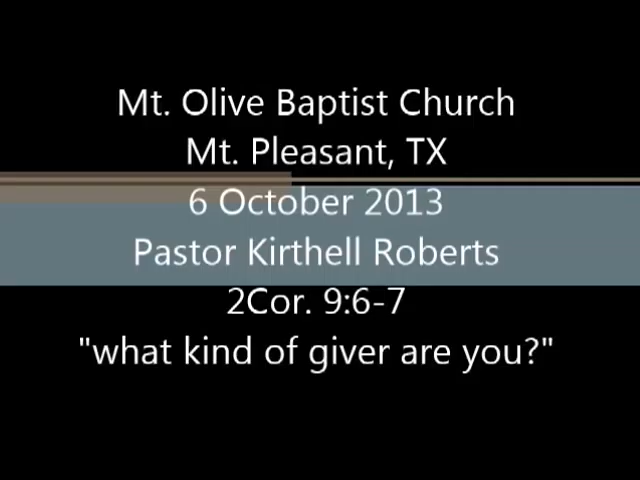 Mt. Olive Baptist Church
Mt. Pleasant, TX
6 October 2013
Pastor Kirthell Roberts
2Cor. 9:6-7
"what kind of giver are you?"